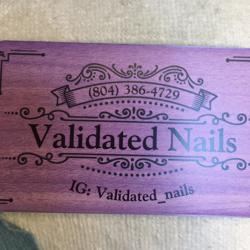 (804) 386-4729
Validated Nails
IG: Validated_nails